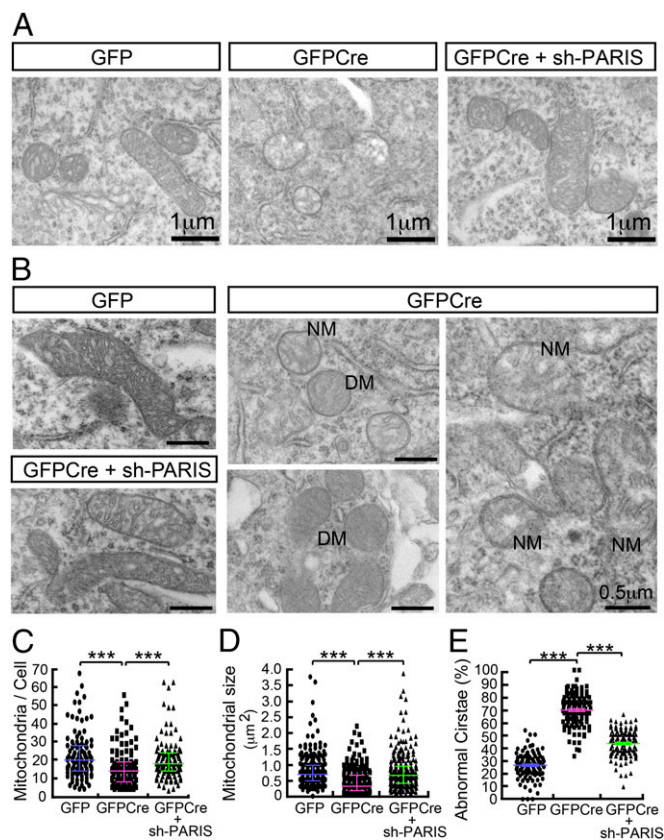 A
GFP
GFPCre
GFPCre + sh-PARIS
1μm
1μm
1μm
B
GFP
GFPCre
NM
DM
NM
GFPCre + sh-PARIS
DM
NM
NM
0.5μm
C
Mitochondria / Cell
***
***
70
60
50
40
30
20
10
0
GFP
GFPCre
GFPCre
+
sh-PARIS
D
Mitochondrial size
(μm²)
***
***
4.0
3.5
3.0
2.5
2.0
1.5
1.0
0.5
0
GFP
GFPCre
GFPCre
+
sh-PARIS
E
Abnormal Cirstae (%)
***
***
100
90
80
70
60
50
40
30
20
10
0
GFP
GFPCre
GFPCre
+
sh-PARIS